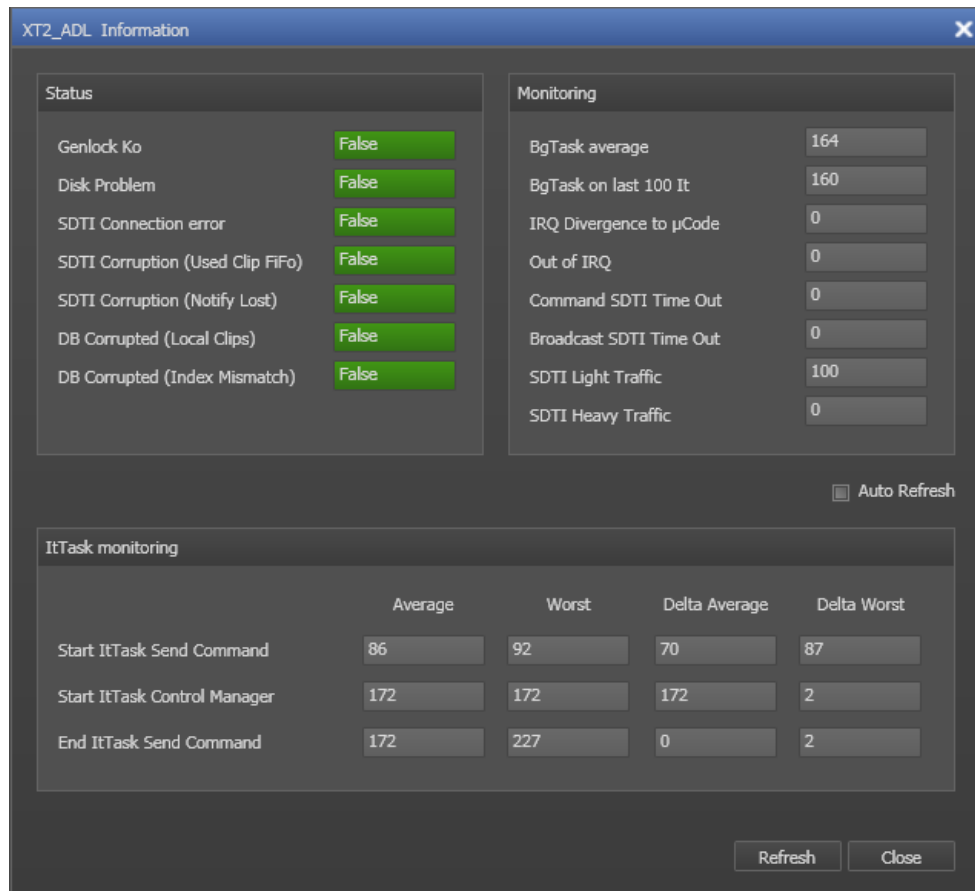 XT2_ADL Information
Status
Genlock Ko False
Disk Problem False
SDTI Connection error False
SDTI Corruption (Used Clip FiFo) False
SDTI Corruption (Notify Lost) False
DB Corrupted (Local Clips) False
DB Corrupted (Index Mismatch) False
Monitoring
BgTask average 164
BgTask on last 100 It 160
IRQ Divergence to µCode 0
Out of IRQ 0
Command SDTI Time Out 0
Broadcast SDTI Time Out 0
SDTI Light Traffic 100
SDTI Heavy Traffic 0
Auto Refresh
ItTask monitoring
Average Worst Delta Average Delta Worst
Start ItTask Send Command 86 92 70 87
Start ItTask Control Manager 172 172 172 2
End ItTask Send Command 172 227 0 2
Refresh Close